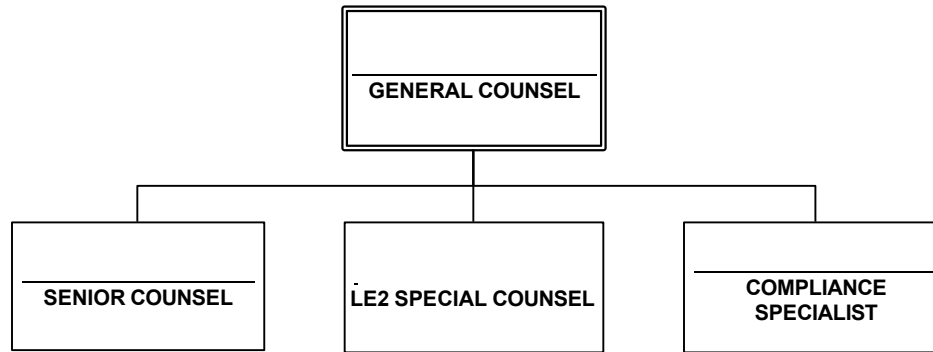 GENERAL COUNSEL
SENIOR COUNSEL
LE2 SPECIAL COUNSEL
COMPLIANCE
SPECIALIST